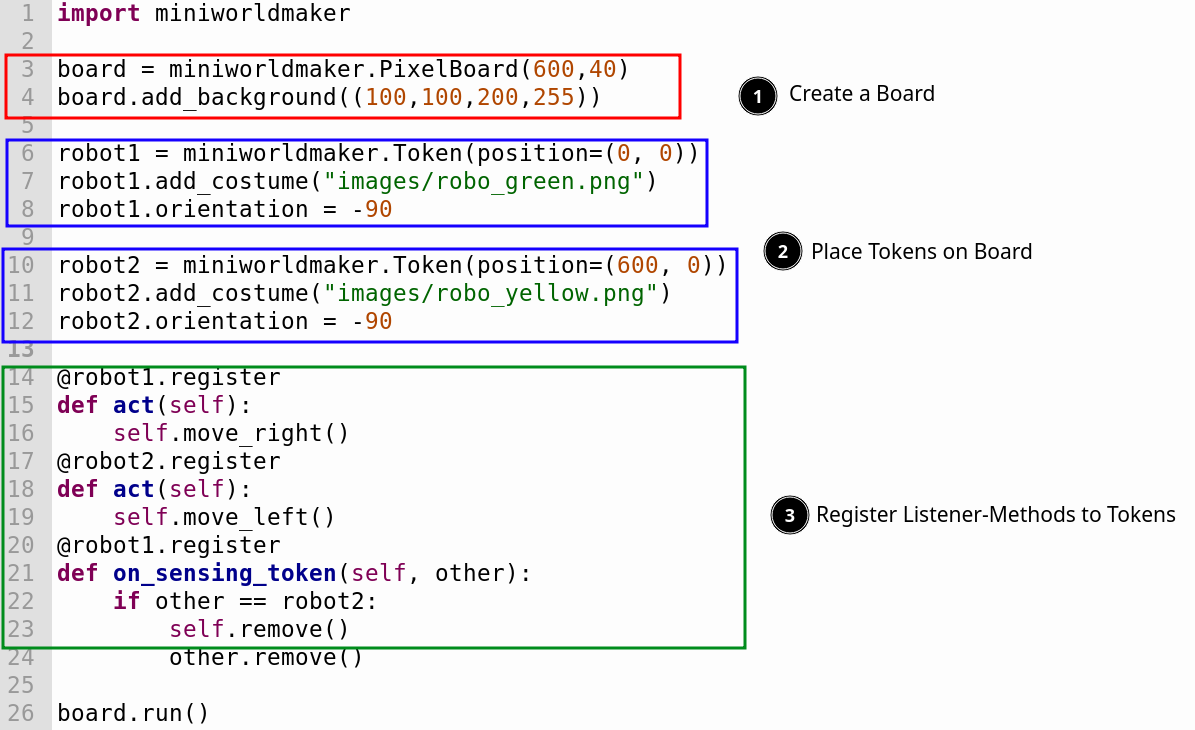 1 import miniworldmaker
2
3 board = miniworldmaker.PixelBoard(600,40)
4 board.add_background((100,100,200,255))
1 Create a Board
5
6 robot1 = miniworldmaker.Token(position=(0, 0))
7 robot1.add_costume("images/robo_green.png")
8 robot1.orientation = -90
9
2 Place Tokens on Board
10 robot2 = miniworldmaker.Token(position=(600, 0))
11 robot2.add_costume("images/robo_yellow.png")
12 robot2.orientation = -90
13
14 @robot1.register
15 def act(self):
16     self.move_right()
17 @robot2.register
18 def act(self):
19     self.move_left()
3 Register Listener-Methods to Tokens
20 @robot1.register
21 def on_sensing_token(self, other):
22     if other == robot2:
23         self.remove()
24         other.remove()
25
26 board.run()